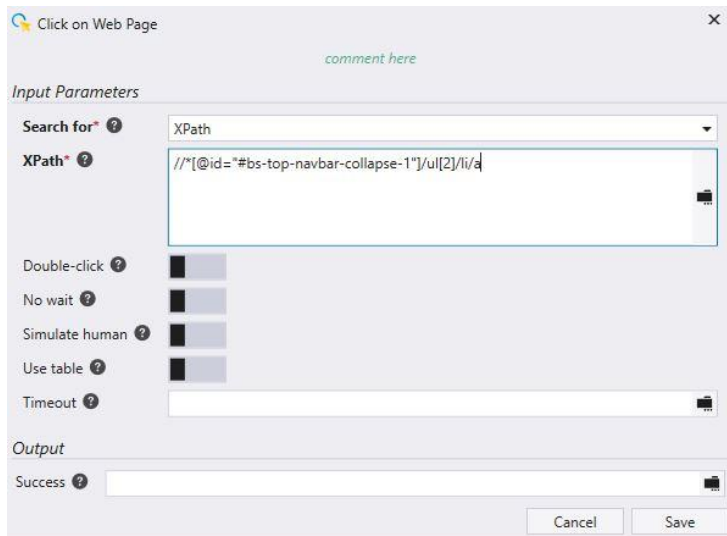 Click on Web Page
comment here
Input Parameters
Search for*
XPath
XPath*
//*[@id="#bs-top-navbar-collapse-1"]/ul[2]/li/a
Double-click
No wait
Simulate human
Use table
Timeout
Output
Success
Cancel
Save